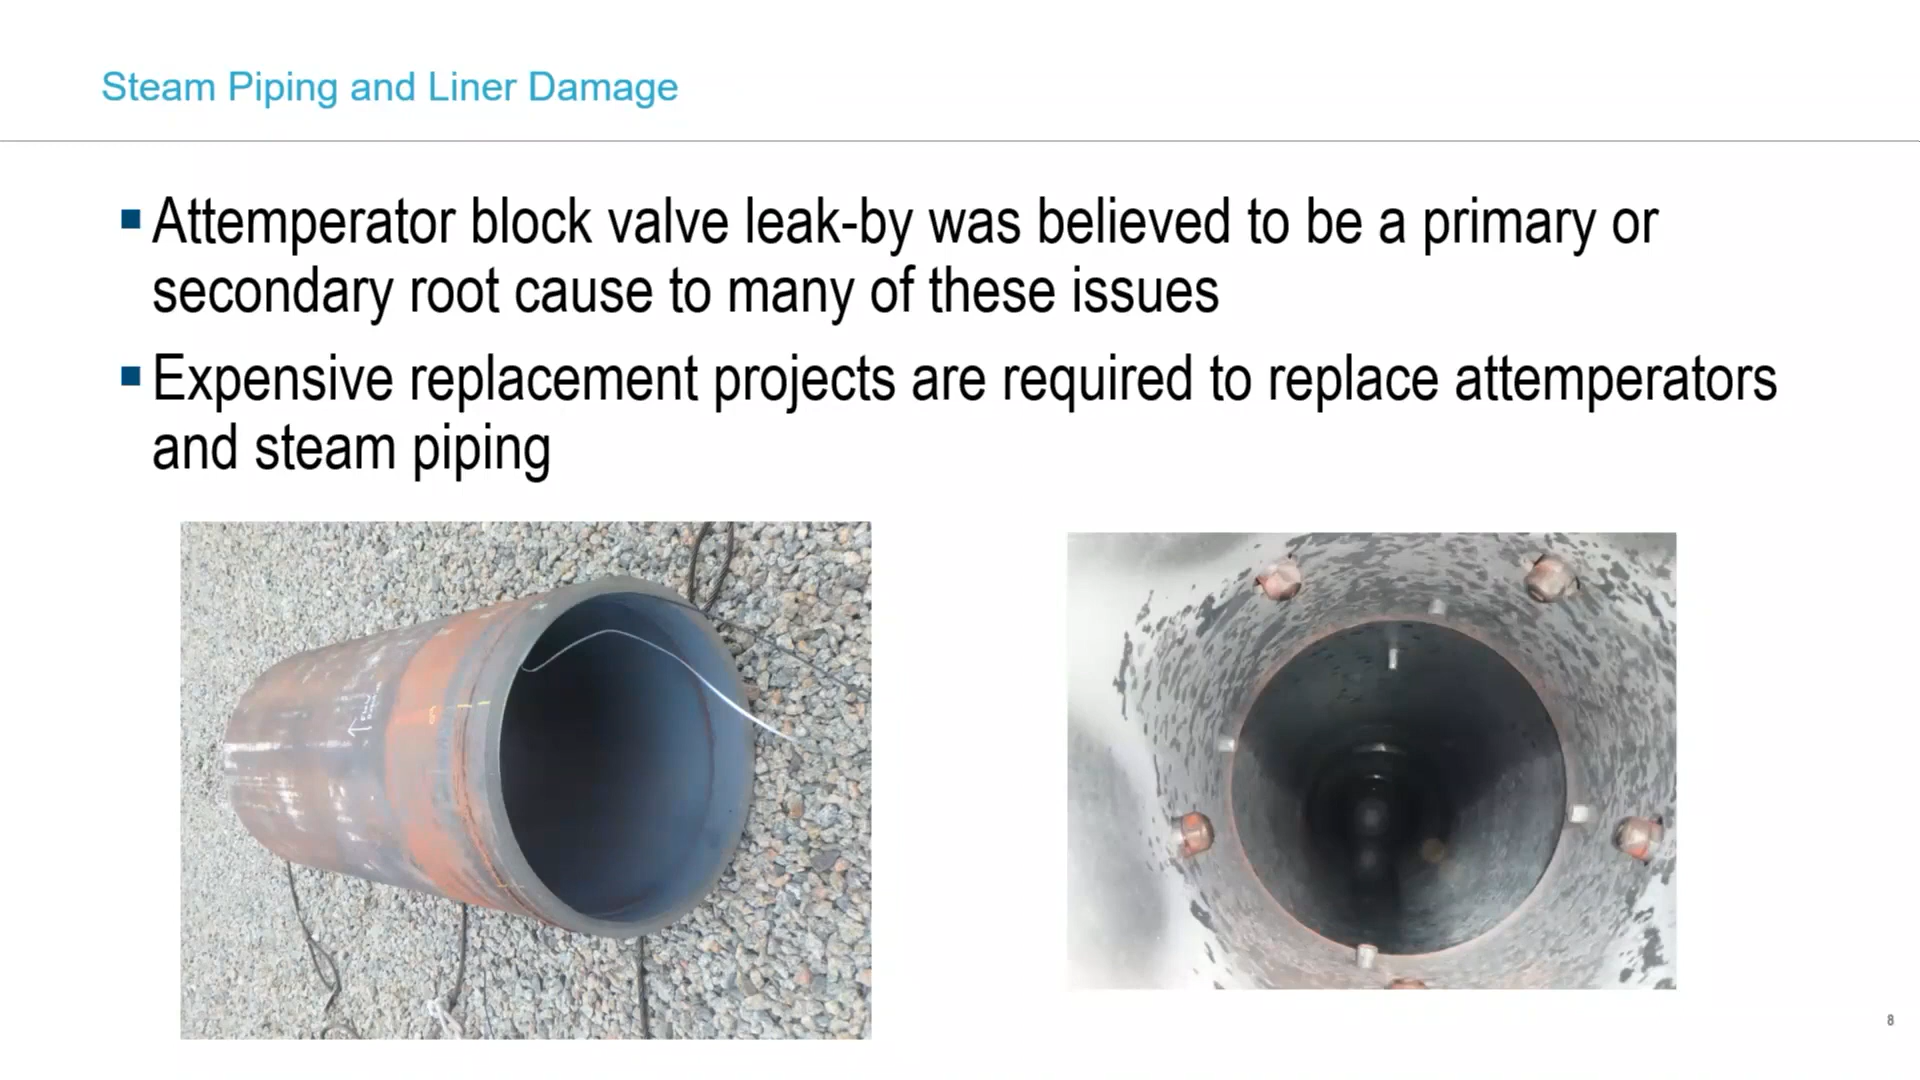 Steam Piping and Liner Damage
Attemperator block valve leak-by was believed to be a primary or
secondary root cause to many of these issues
Expensive replacement projects are required to replace attemperators
and steam piping
8